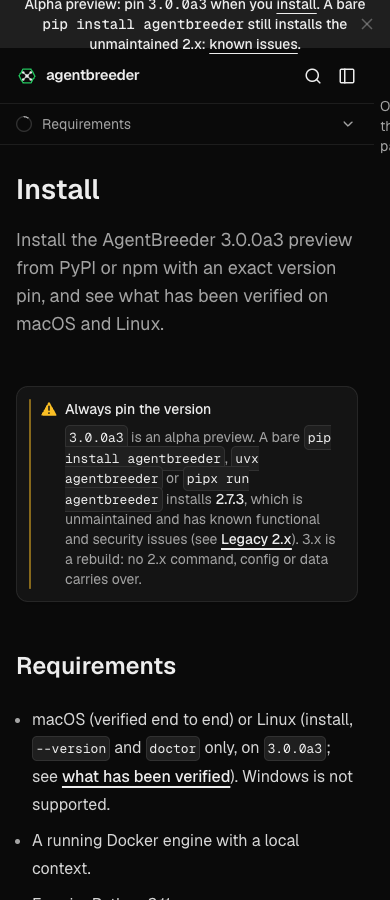 Alpha preview: pin 3.0.0a3 when you install. A bare
pip install agentbreeder still installs the
unmaintained 2.x: known issues.
agentbreeder
Requirements
Install
Install the AgentBreeder 3.0.0a3 preview
from PyPI or npm with an exact version
pin, and see what has been verified on
macOS and Linux.
Always pin the version
3.0.0a3 is an alpha preview. A bare pip
install agentbreeder, uvx
agentbreeder or pipx run
agentbreeder installs 2.7.3, which is
unmaintained and has known functional
and security issues (see Legacy 2.x). 3.x is
a rebuild: no 2.x command, config or data
carries over.
Requirements
macOS (verified end to end) or Linux (install,
--version and doctor only, on 3.0.0a3;
see what has been verified). Windows is not
supported.
A running Docker engine with a local
context.